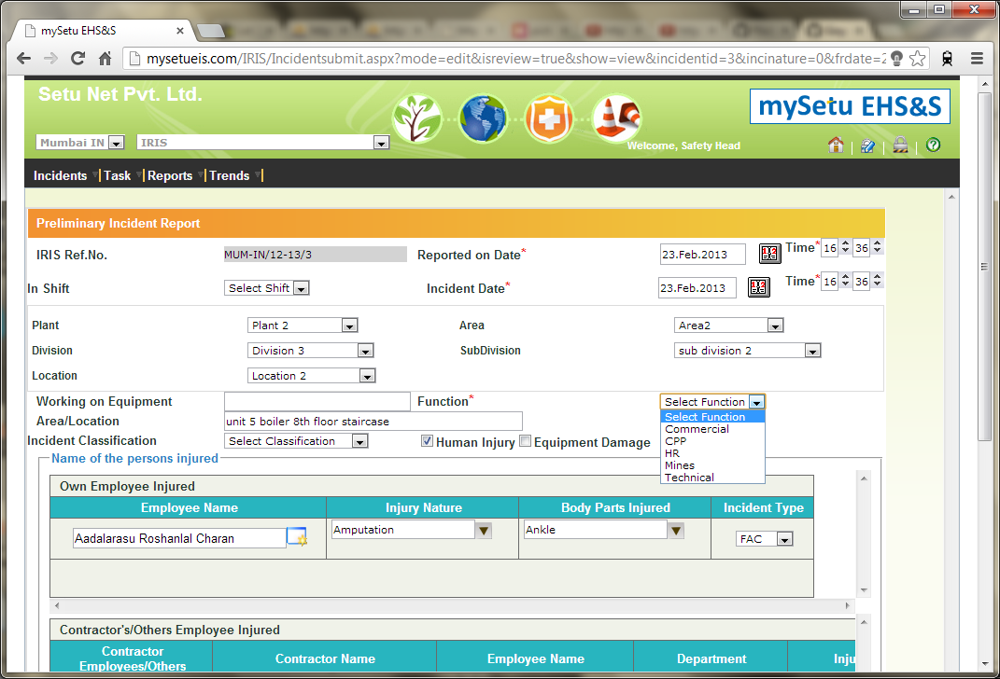 mySetu EHS&S
mysetueis.com/IRIS/Incidentsubmit.aspx?mode=edit&isreview=true&show=view&incidentid=3&incinature=0&frdate=2
Setu Net Pvt. Ltd.
mySetu EHS&S
Mumbai IN IRIS
Welcome, Safety Head
Incidents Task Reports Trends
Preliminary Incident Report
IRIS Ref.No. MUM-IN/12-13/3 Reported on Date* 23.Feb.2013 Time* 16 36
In Shift Select Shift Incident Date* 23.Feb.2013 Time* 16 36
Plant Plant 2 Area Area2
Division Division 3 SubDivision sub division 2
Location Location 2
Working on Equipment Function* Select Function
Select Function
Commercial
CPP
HR
Mines
Technical
Area/Location unit 5 boiler 8th floor staircase
Incident Classification Select Classification Human Injury Equipment Damage
Name of the persons injured
Own Employee Injured
Employee Name Injury Nature Body Parts Injured Incident Type
Aadalarasu Roshanlal Charan Amputation Ankle FAC
Contractor's/Others Employee Injured
Contractor Employees/Others Contractor Name Employee Name Department Inju